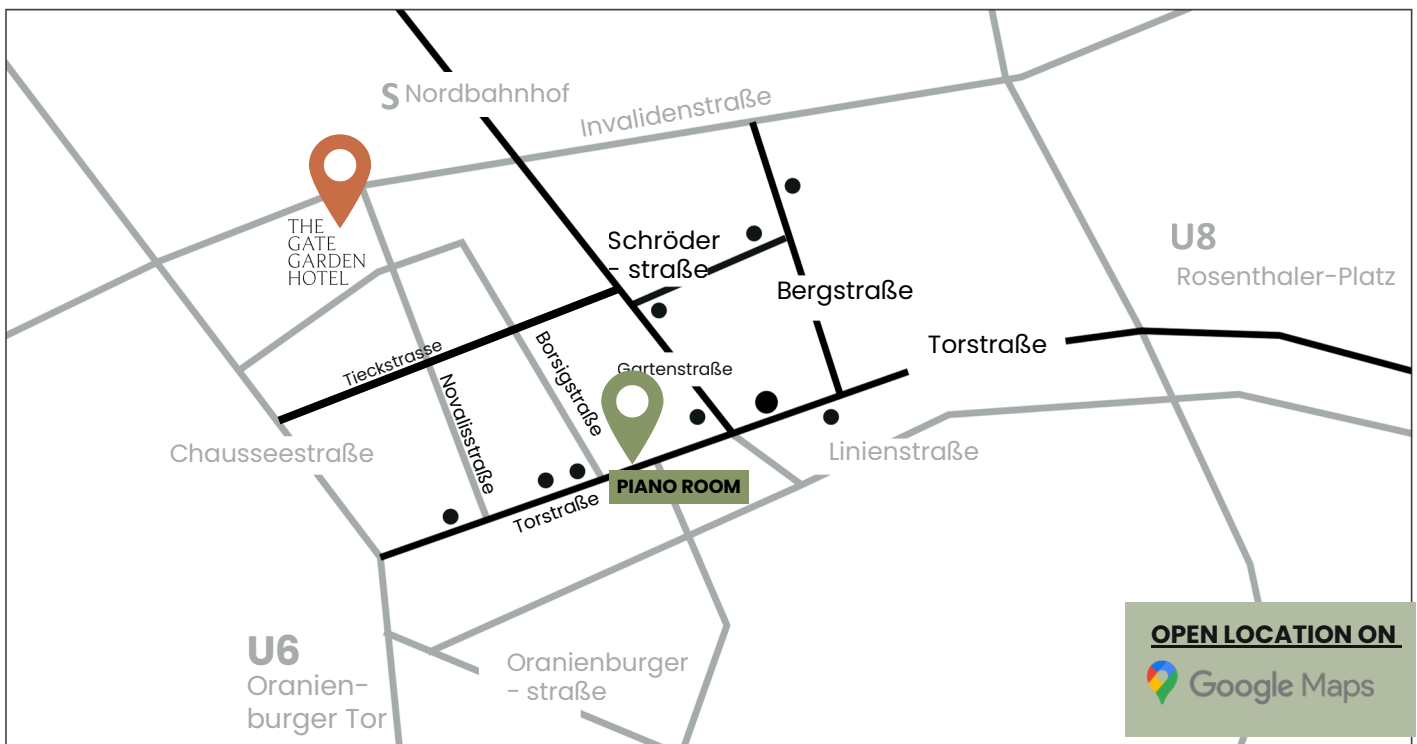 S Nordbahnhof
Invalidenstraße
THE
GATE
GARDEN
HOTEL
Schröder
- straße
U8
Rosenthaler-Platz
Bergstraße
Torstraße
Tieckstrasse
Borsigstraße
Gartenstraße
Novalisstraße
Chausseestraße
Linienstraße
PIANO ROOM
Torstraße
U6
Oranien-
burger Tor
Oranienburger
- straße
OPEN LOCATION ON
Google Maps